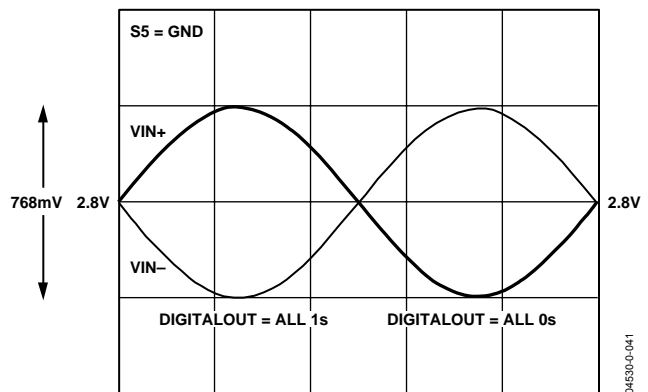 S5 = GND
VIN+
768mV
2.8V
2.8V
VIN–
DIGITALOUT = ALL 1s
DIGITALOUT = ALL 0s
04530-0-041